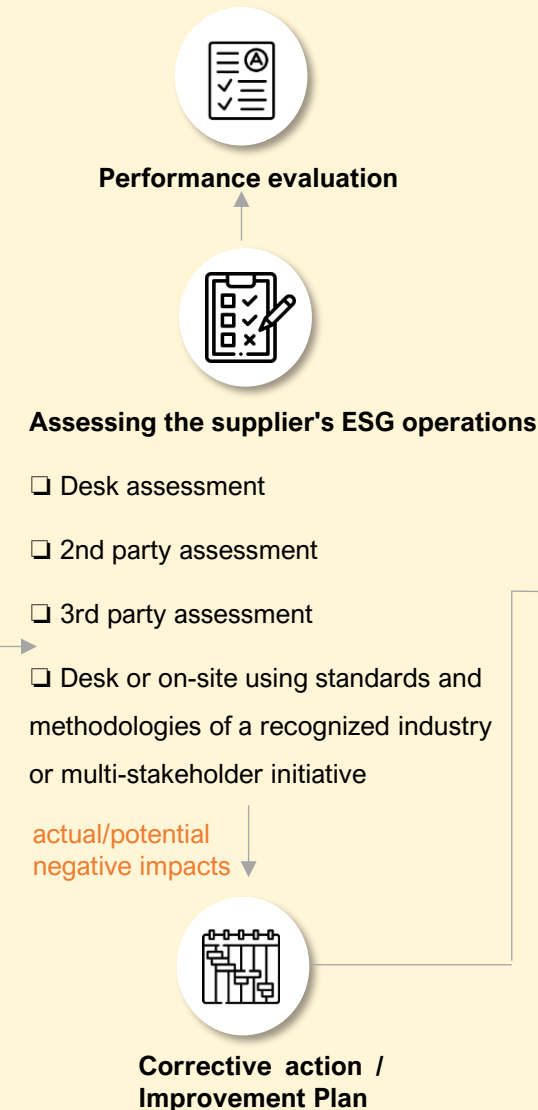 A
Performance evaluation
Assessing the supplier's ESG operations
❏ Desk assessment
❏ 2nd party assessment
❏ 3rd party assessment
❏ Desk or on-site using standards and
methodologies of a recognized industry
or multi-stakeholder initiative
actual/potential
negative impacts
Corrective action /
Improvement Plan